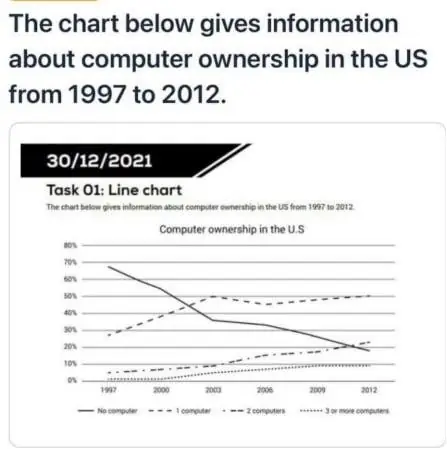 The chart below gives information
about computer ownership in the US
from 1997 to 2012.
30/12/2021
Task 01: Line chart
The chart below gives information about computer ownership in the US from 1997 to 2012.
Computer ownership in the U.S
80%
70%
60%
50%
40%
30%
20%
10%
0%
1997 2000 2003 2006 2009 2012
No computer 1 computer 2 computers 3 or more computers